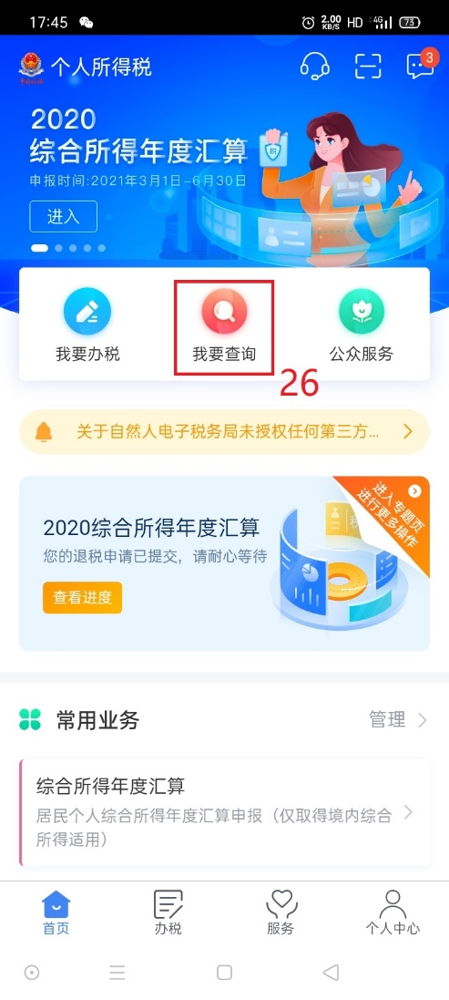 17:45
2.00 KB/S HD 4G 73
个人所得税
3
2020
综合所得年度汇算
申报时间:2021年3月1日-6月30日
进入
税
我要办税
我要查询
公众服务
26
关于自然人电子税务局未授权任何第三方...
进入专题页
进行更多操作
2020综合所得年度汇算
您的退税申请已提交，请耐心等待
查看进度
常用业务
管理
综合所得年度汇算
居民个人综合所得年度汇算申报（仅取得境内综合
所得适用）
首页
办税
服务
个人中心